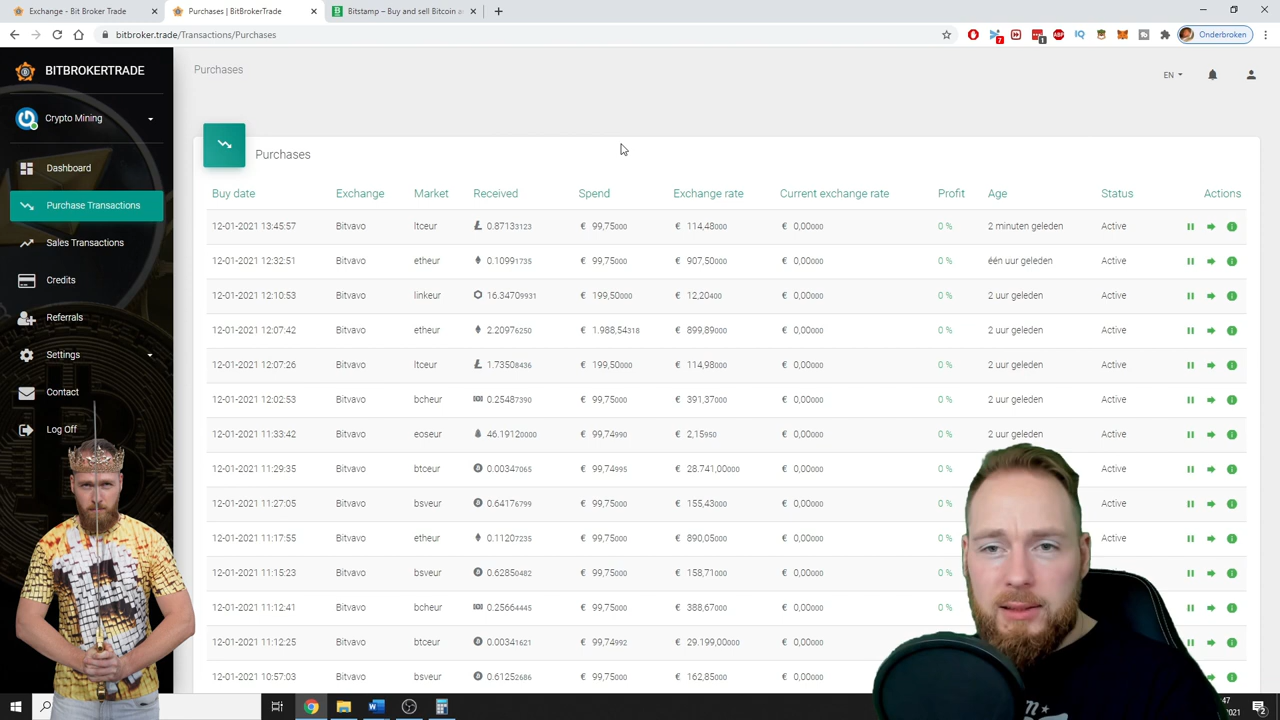 Exchange - Bit Broker Trade
Purchases | BitBrokerTrade
Bitstamp – Buy and sell Bitcoin a
bitbroker.trade/Transactions/Purchases
7
1
ABP
IQ
Onderbroken
BITBROKERTRADE
Crypto Mining
Dashboard
Purchase Transactions
Sales Transactions
Credits
Referrals
Settings
Contact
Log Off
Purchases
EN
Purchases
Buy date Exchange Market Received Spend Exchange rate Current exchange rate Profit Age Status Actions
12-01-2021 13:45:57 Bitvavo ltceur 0.87133123 € 99,75000 € 114,48000 € 0,00000 0 % 2 minuten geleden Active
12-01-2021 12:32:51 Bitvavo etheur 0.10991735 € 99,75000 € 907,50000 € 0,00000 0 % één uur geleden Active
12-01-2021 12:10:53 Bitvavo linkeur 16.34709931 € 199,50000 € 12,20400 € 0,00000 0 % 2 uur geleden Active
12-01-2021 12:07:42 Bitvavo etheur 2.20976250 € 1.988,54318 € 899,89000 € 0,00000 0 % 2 uur geleden Active
12-01-2021 12:07:26 Bitvavo ltceur 1.73508436 € 199,50000 € 114,98000 € 0,00000 0 % 2 uur geleden Active
12-01-2021 12:02:53 Bitvavo bcheur 0.25487390 € 99,75000 € 391,37000 € 0,00000 0 % 2 uur geleden Active
12-01-2021 11:33:42 Bitvavo eoseur 46.19120000 € 99,74990 € 2,15950 € 0,00000 0 % 2 uur geleden Active
12-01-2021 11:29:35 Bitvavo btceur 0.00347065 € 99,74995 € 28.741,00000 € 0,00000 0 % Active
12-01-2021 11:27:05 Bitvavo bsveur 0.64176799 € 99,75000 € 155,43000 € 0,00000 0 % Active
12-01-2021 11:17:55 Bitvavo etheur 0.11207235 € 99,75000 € 890,05000 € 0,00000 0 % Active
12-01-2021 11:15:23 Bitvavo bsveur 0.62850482 € 99,75000 € 158,71000 € 0,00000 0 %
12-01-2021 11:12:41 Bitvavo bcheur 0.25664445 € 99,75000 € 388,67000 € 0,00000 0 %
12-01-2021 11:12:25 Bitvavo btceur 0.00341621 € 99,74992 € 29.199,00000 € 0,00000
12-01-2021 10:57:03 Bitvavo bsveur 0.61252686 € 99,75000 € 162,85000 € 0,00000
47
2021
2